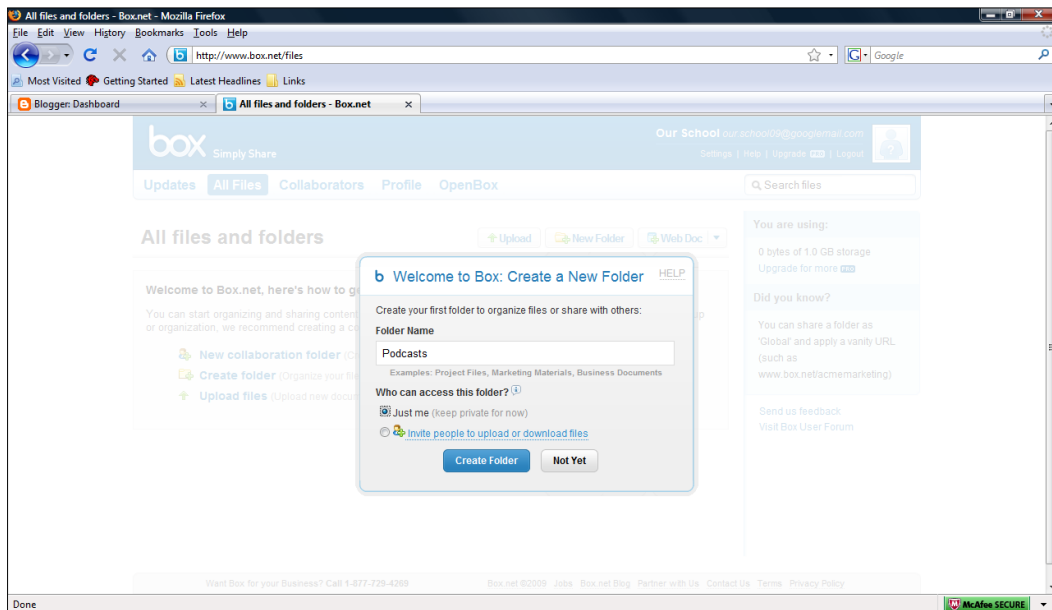 All files and folders - Box.net - Mozilla Firefox
File Edit View History Bookmarks Tools Help
http://www.box.net/files
Google
Most Visited Getting Started Latest Headlines Links
Blogger: Dashboard
All files and folders - Box.net
box Simply Share
Our School our.school09@googlemail.com
Settings | Help | Upgrade PRO | Logout
Updates All Files Collaborators Profile OpenBox
Search files
All files and folders
Upload New Folder Web Doc
You are using:
0 bytes of 1.0 GB storage
Upgrade for more PRO
Did you know?
You can share a folder as
'Global' and apply a vanity URL
(such as
www.box.net/acmemarketing)
Send us feedback
Visit Box User Forum
Welcome to Box.net, here's how to g
You can start organizing and sharing conten
or organization, we recommend creating a co
New collaboration folder
Create folder (Organize your file
Upload files (Upload new docum
b Welcome to Box: Create a New Folder HELP
Create your first folder to organize files or share with others:
Folder Name
Podcasts
Examples: Project Files, Marketing Materials, Business Documents
Who can access this folder?
Just me (keep private for now)
Invite people to upload or download files
Create Folder Not Yet
Want Box for your Business? Call 1-877-729-4269
Box.net ©2009 Jobs Box.net Blog Partner with Us Contact Us Terms Privacy Policy
Done
McAfee SECURE